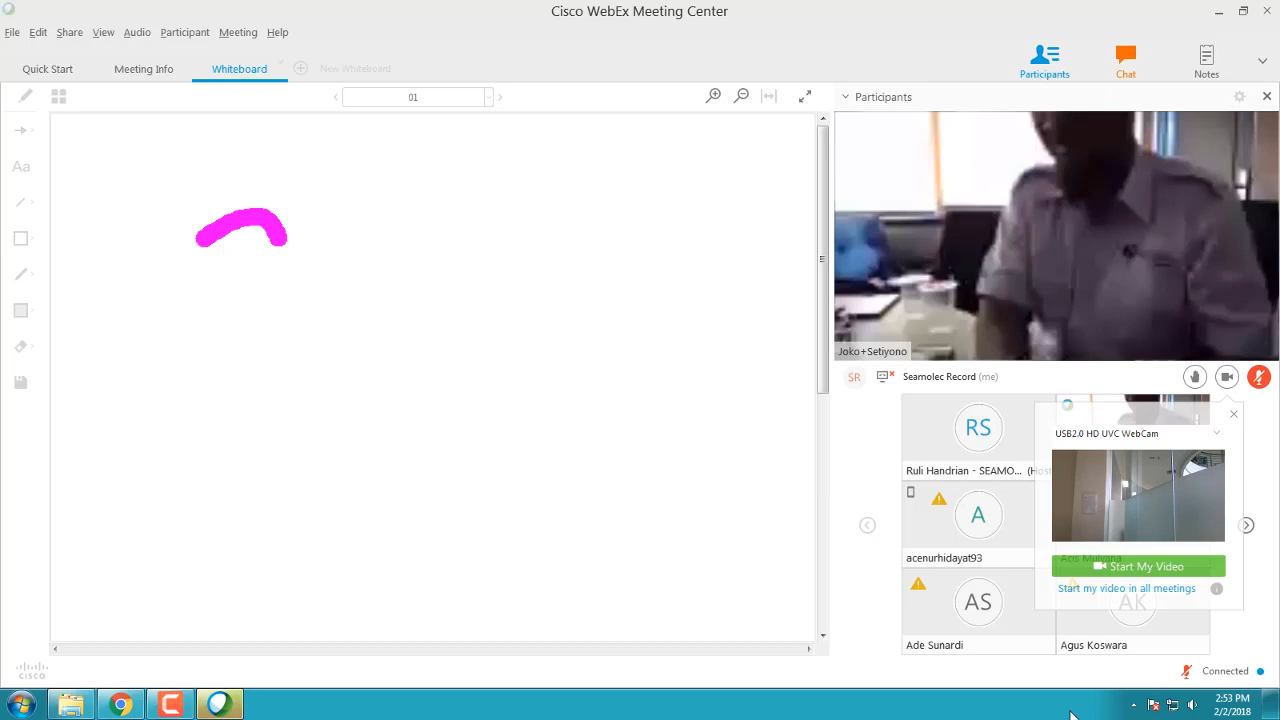 Cisco WebEx Meeting Center
File Edit Share View Audio Participant Meeting Help
Quick Start Meeting Info Whiteboard New Whiteboard
Participants Chat Notes
01
Participants
Aa
Joko+Setiyono
SR Seamolec Record (me)
RS
Ruli Handrian - SEAMO... (Ho
USB2.0 HD UVC WebCam
A
acenurhidayat93
Acis Mulyana
Start My Video
Start my video in all meetings
AS AK
Ade Sunardi Agus Koswara
Connected
cisco
2:53 PM
2/2/2018